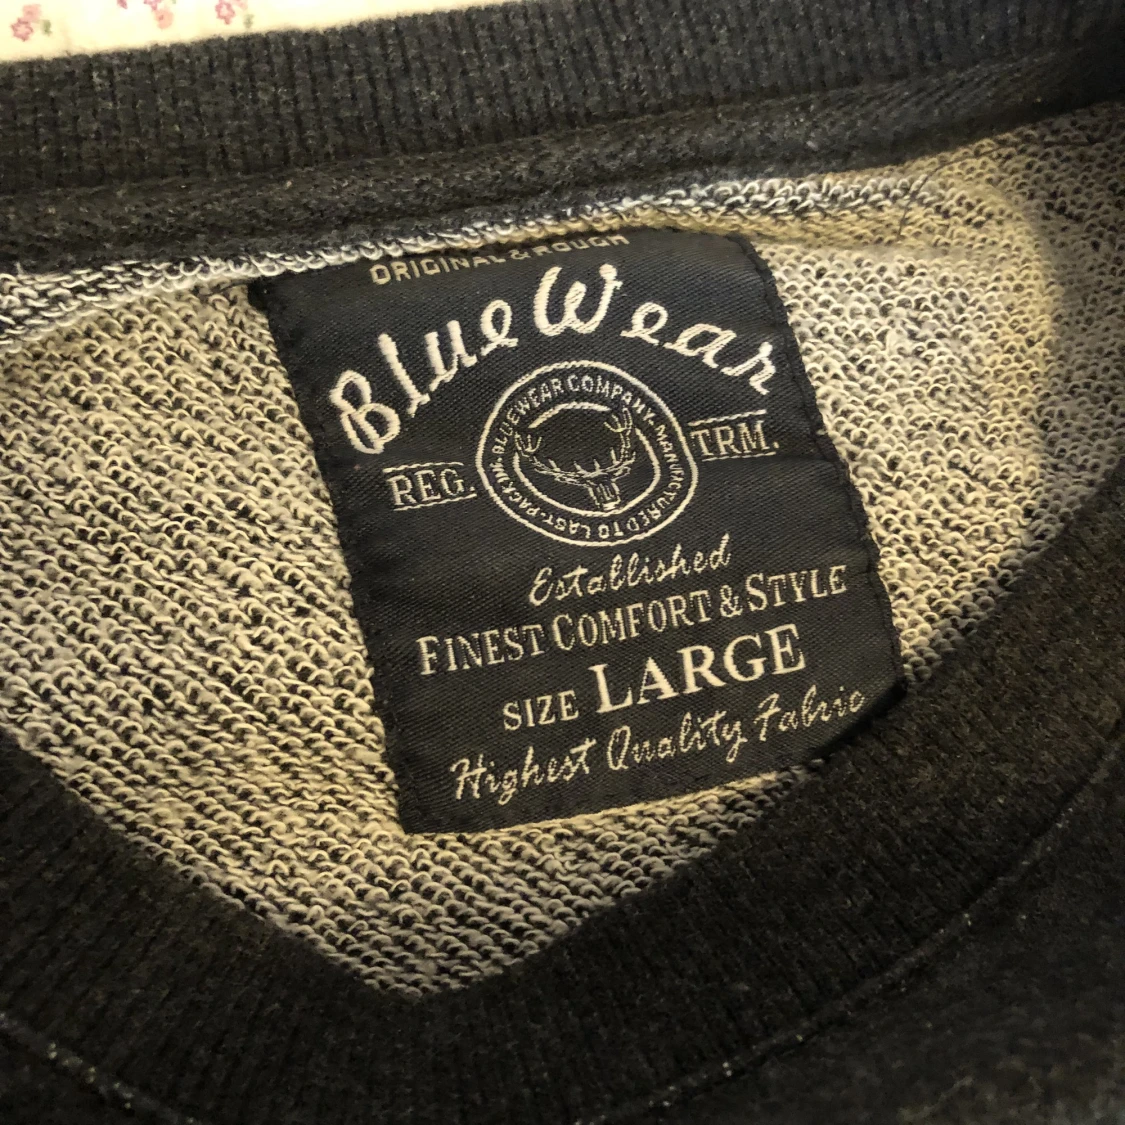 ORIGINAL & ROUGH
BlueWear
BLUEWEAR COMPANY · MANUFACTURED TO LAST ·
REG.
TRM.
Established
FINEST COMFORT & STYLE
SIZE LARGE
Highest Quality Fabric